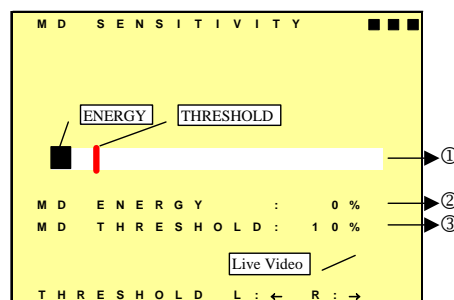 MD SENSITIVITY
ENERGY THRESHOLD
①
MD ENERGY : 0% ②
MD THRESHOLD: 10% ③
Live Video
THRESHOLD L:← R:→